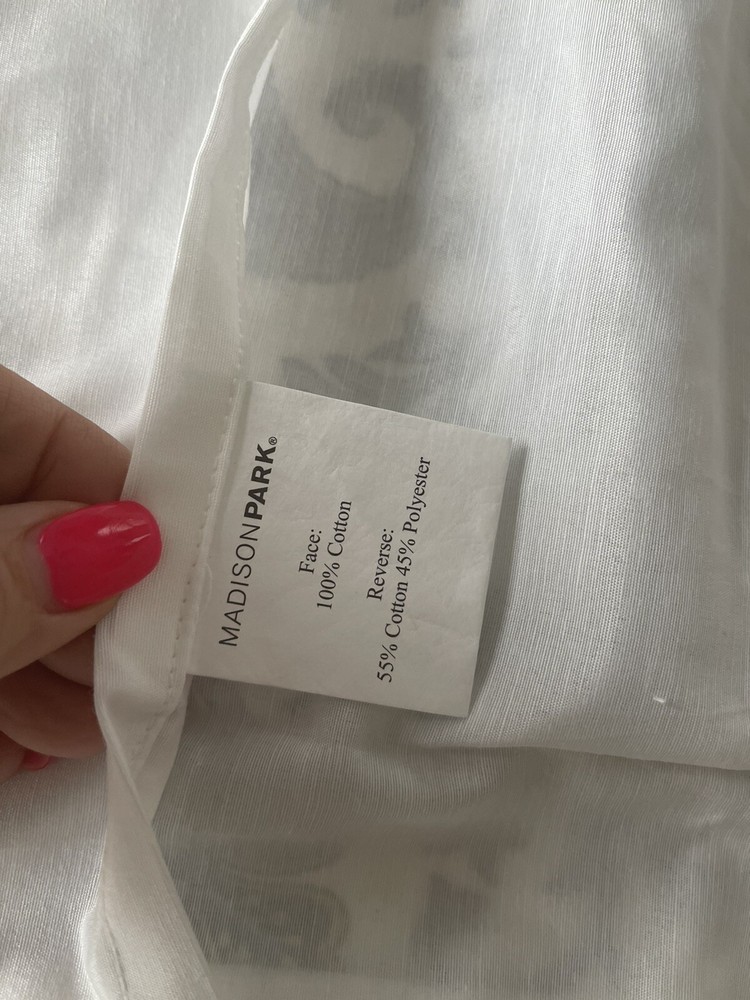 MADISONPARK®
Face:
100% Cotton
Reverse:
55% Cotton 45% Polyester